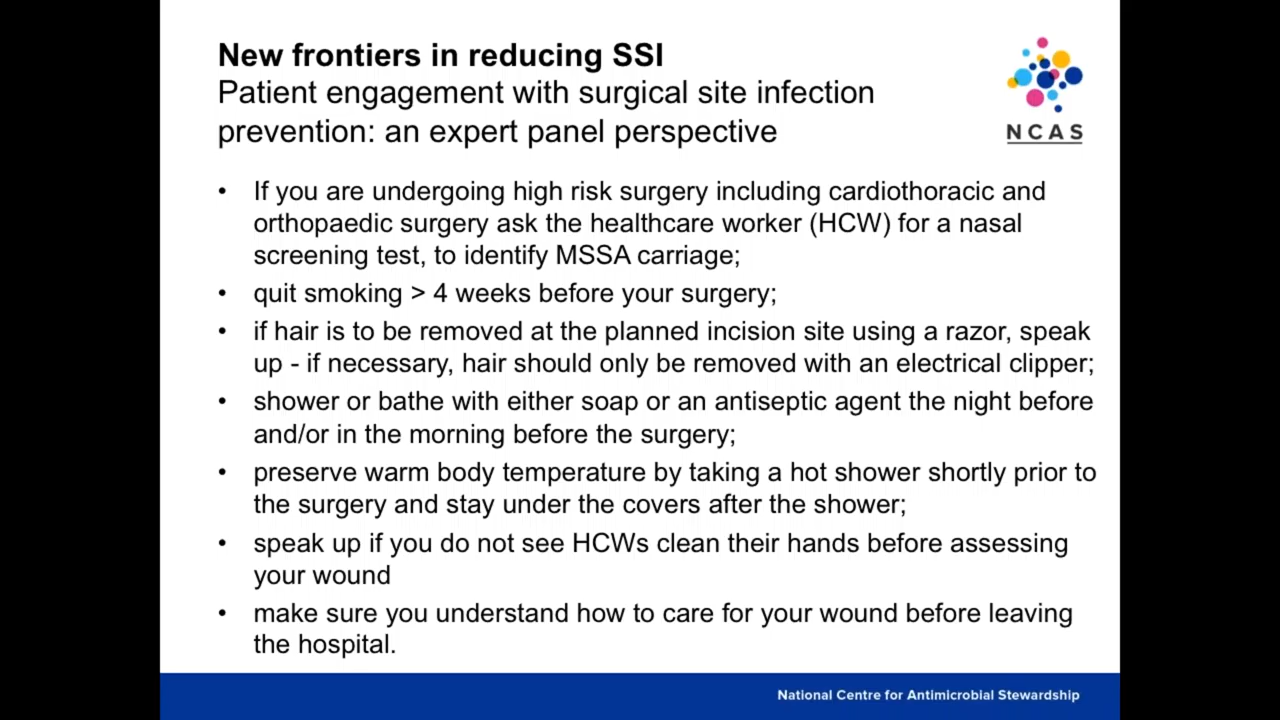 New frontiers in reducing SSI
Patient engagement with surgical site infection
prevention: an expert panel perspective
NCAS
• If you are undergoing high risk surgery including cardiothoracic and
orthopaedic surgery ask the healthcare worker (HCW) for a nasal
screening test, to identify MSSA carriage;
• quit smoking > 4 weeks before your surgery;
• if hair is to be removed at the planned incision site using a razor, speak
up - if necessary, hair should only be removed with an electrical clipper;
• shower or bathe with either soap or an antiseptic agent the night before
and/or in the morning before the surgery;
• preserve warm body temperature by taking a hot shower shortly prior to
the surgery and stay under the covers after the shower;
• speak up if you do not see HCWs clean their hands before assessing
your wound
• make sure you understand how to care for your wound before leaving
the hospital.
National Centre for Antimicrobial Stewardship